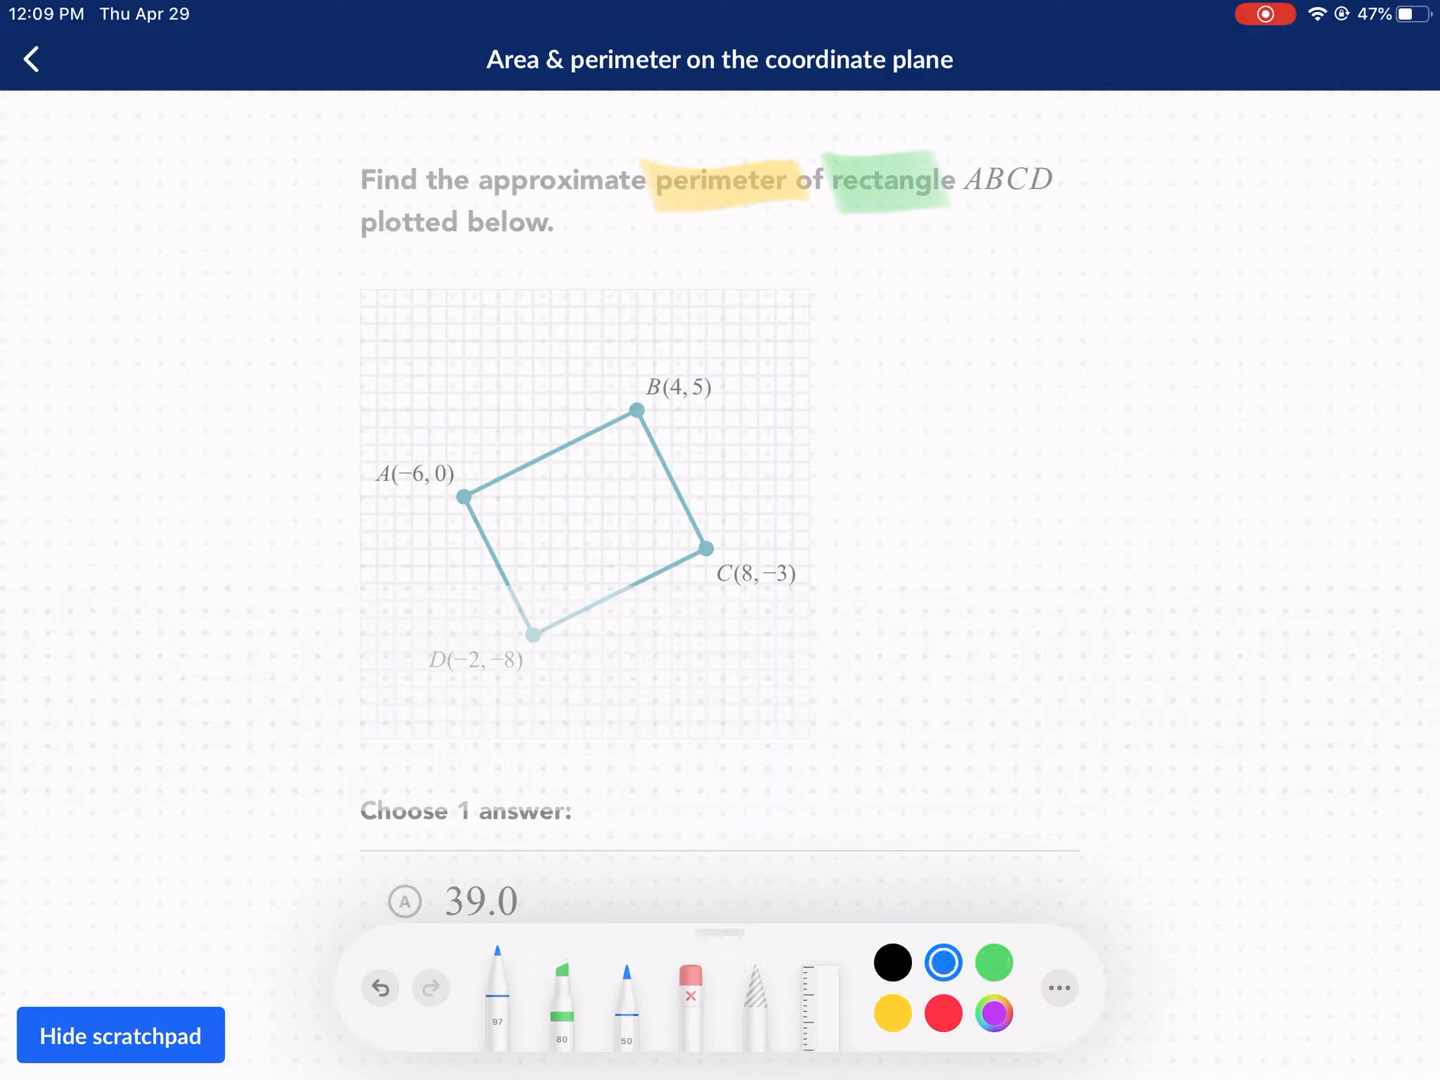 12:09 PM Thu Apr 29
47%
Area & perimeter on the coordinate plane
Find the approximate perimeter of rectangle ABCD
plotted below.
B(4, 5)
A(−6, 0)
C(8, −3)
D(−2, −8)
Choose 1 answer:
A 39.0
97
80
50
Hide scratchpad